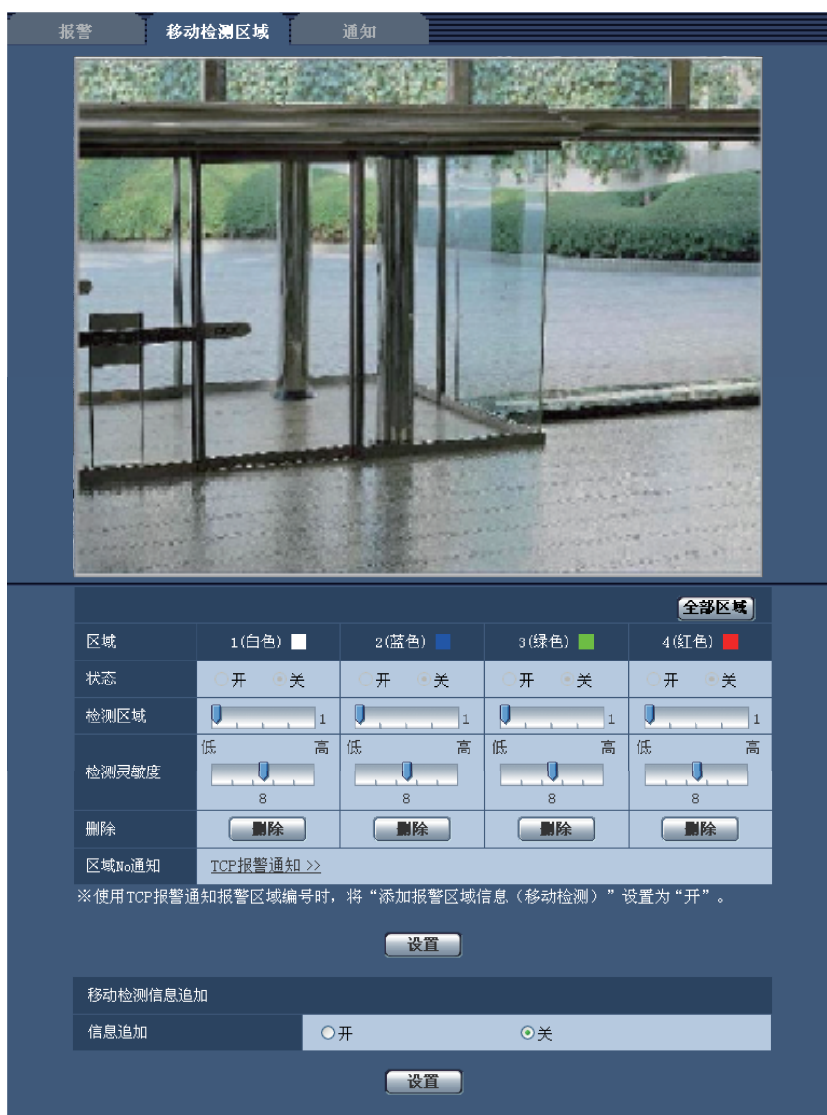 报警 移动检测区域 通知
全部区域
区域 1(白色) 2(蓝色) 3(绿色) 4(红色)
状态 开 关 开 关 开 关 开 关
检测区域 1 1 1 1
低 高 低 高 低 高 低 高
检测灵敏度
8 8 8 8
删除 删除 删除 删除 删除
区域No通知 TCP报警通知 >>
※使用TCP报警通知报警区域编号时，将“添加报警区域信息（移动检测）”设置为“开”。
设置
移动检测信息追加
信息追加 开 关
设置